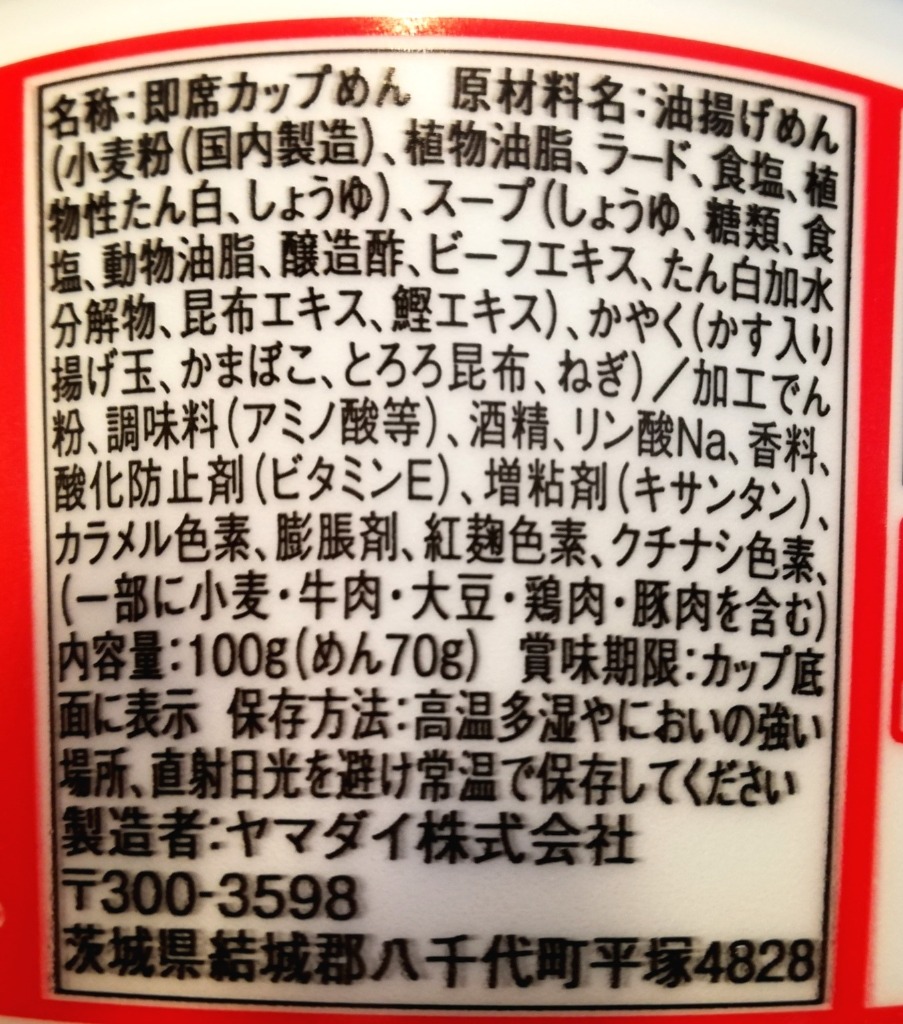 名称:即席カップめん 原材料名:油揚げめん
(小麦粉(国内製造)、植物油脂、ラード、食塩、植
物性たん白、しょうゆ)、スープ(しょうゆ、糖類、食
塩、動物油脂、醸造酢、ビーフエキス、たん白加水
分解物、昆布エキス、鰹エキス)、かやく(かす入り
揚げ玉、かまぼこ、とろろ昆布、ねぎ)/加工でん
粉、調味料(アミノ酸等)、酒精、リン酸Na、香料、
酸化防止剤(ビタミンE)、増粘剤(キサンタン)、
カラメル色素、膨脹剤、紅麹色素、クチナシ色素、
(一部に小麦・牛肉・大豆・鶏肉・豚肉を含む)
内容量:100g(めん70g) 賞味期限:カップ底
面に表示 保存方法:高温多湿やにおいの強い
場所、直射日光を避け常温で保存してください
製造者:ヤマダイ株式会社
〒300-3598
茨城県結城郡八千代町平塚4828